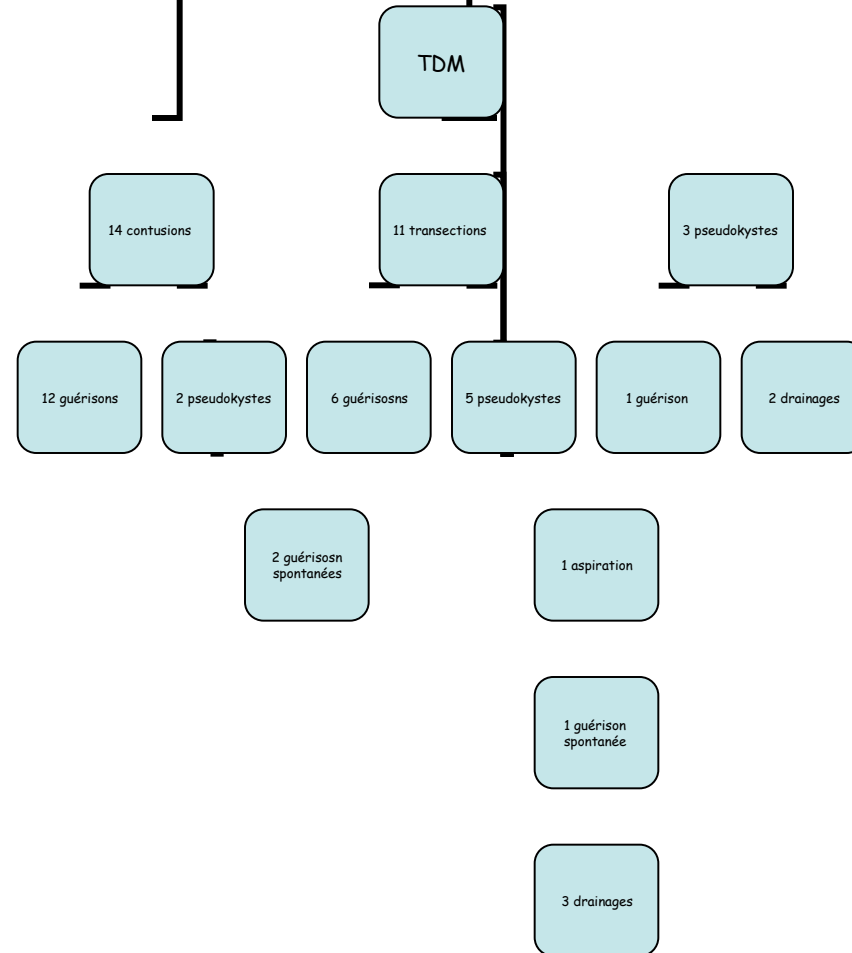 TDM
14 contusions
11 transections
3 pseudokystes
12 guérisons
2 pseudokystes
6 guérisosns
5 pseudokystes
1 guérison
2 drainages
2 guérisosn
spontanées
1 aspiration
1 guérison
spontanée
3 drainages